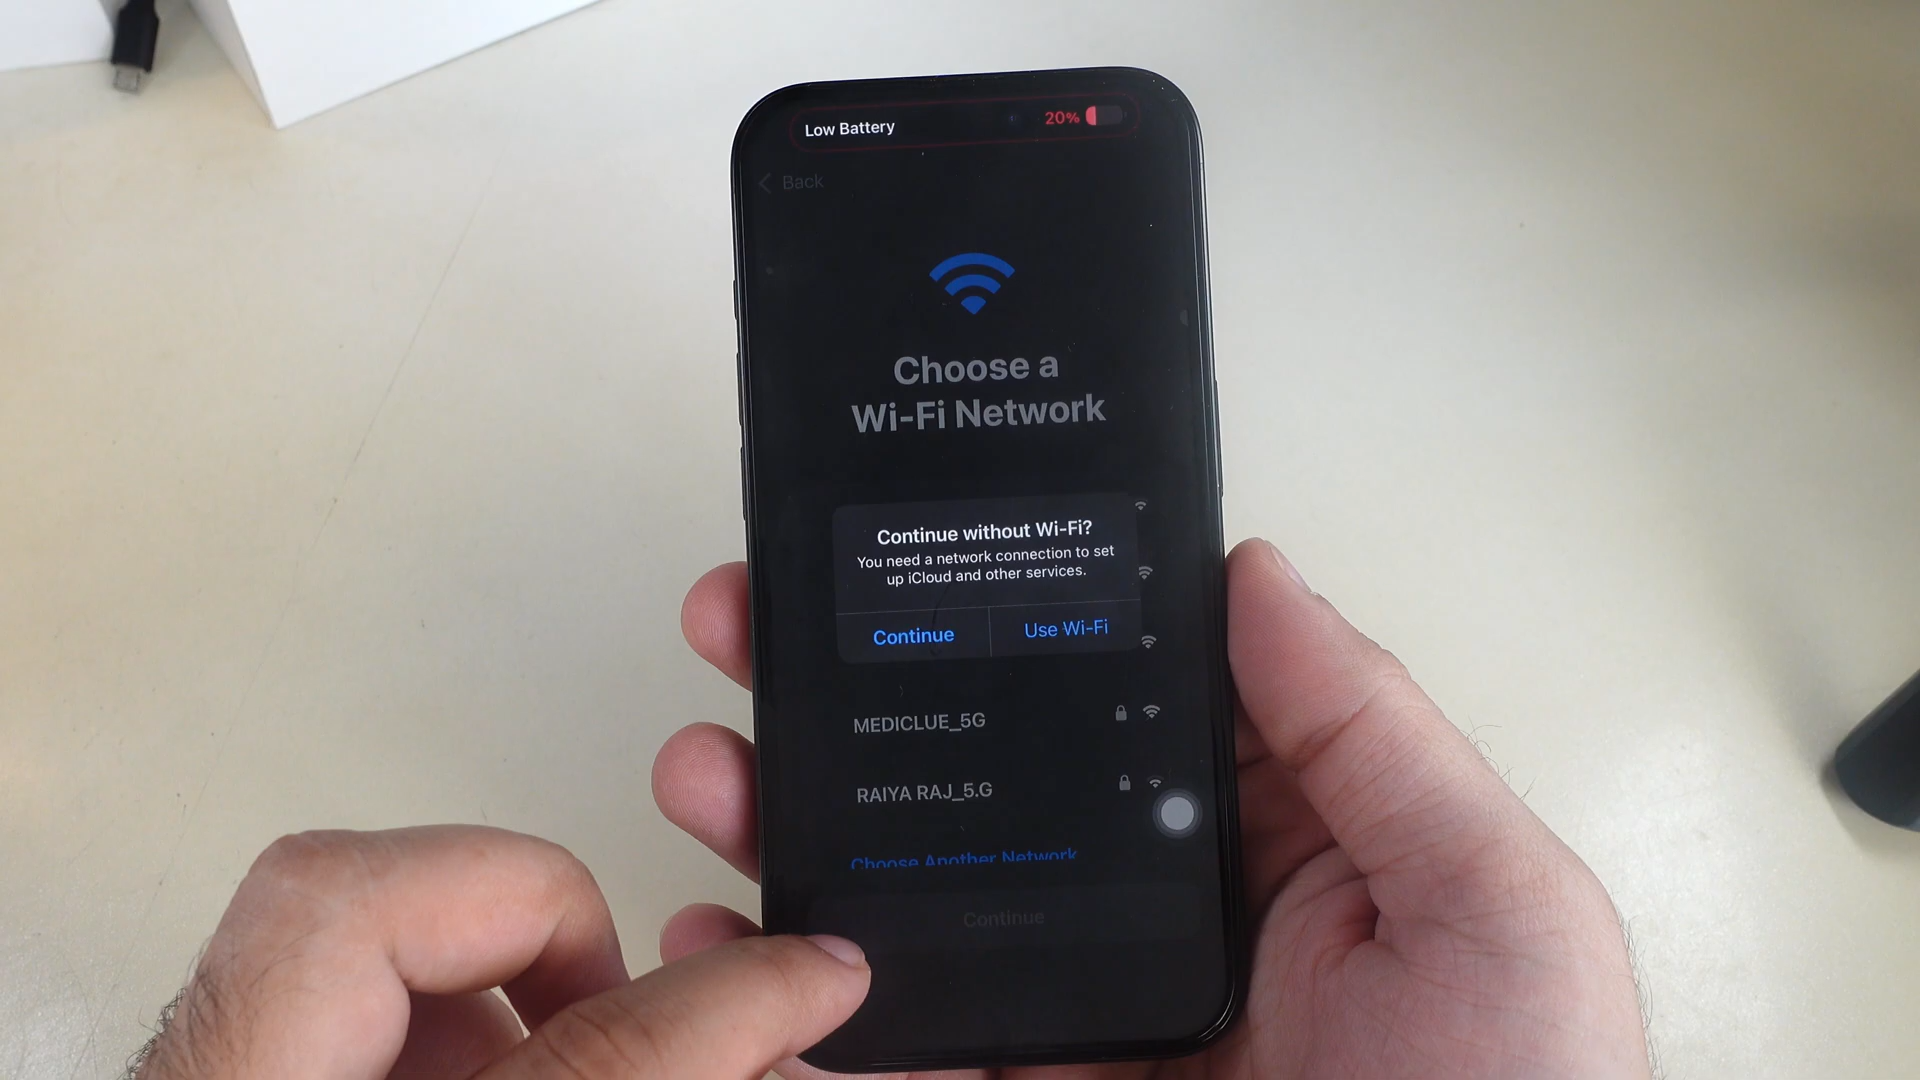 Low Battery 20%
Back
Choose a
Wi-Fi Network
Continue without Wi-Fi?
You need a network connection to set
up iCloud and other services.
Continue Use Wi-Fi
MEDICLUE_5G
RAIYA RAJ_5.G
Choose Another Network
Continue